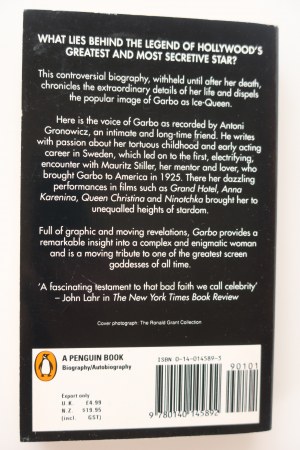 WHAT LIES BEHIND THE LEGEND OF HOLLYWOOD'S
GREATEST AND MOST SECRETIVE STAR?
This controversial biography, withheld until after her death,
chronicles the extraordinary details of her life and dispels
the popular image of Garbo as Ice-Queen.
Here is the voice of Garbo as recorded by Antoni
Gronowicz, an intimate and long-time friend. He writes
with passion about her tortuous childhood and early acting
career in Sweden, which led on to the first, electrifying,
encounter with Mauritz Stiller, her mentor and lover, who
brought Garbo to America in 1925. There her dazzling
performances in films such as Grand Hotel, Anna
Karenina, Queen Christina and Ninotchka brought her to
unequalled heights of stardom.
Full of graphic and moving revelations, Garbo provides a
remarkable insight into a complex and enigmatic woman
and is a moving tribute to one of the greatest screen
goddesses of all time.
'A fascinating testament to that bad faith we call celebrity'
– John Lahr in The New York Times Book Review
Cover photograph: The Ronald Grant Collection
A PENGUIN BOOK
Biography/Autobiography
Export only
U.K. £4.99
N.Z. $19.95
(incl. GST)
ISBN 0-14-014589-3
90101
9 780140 145892